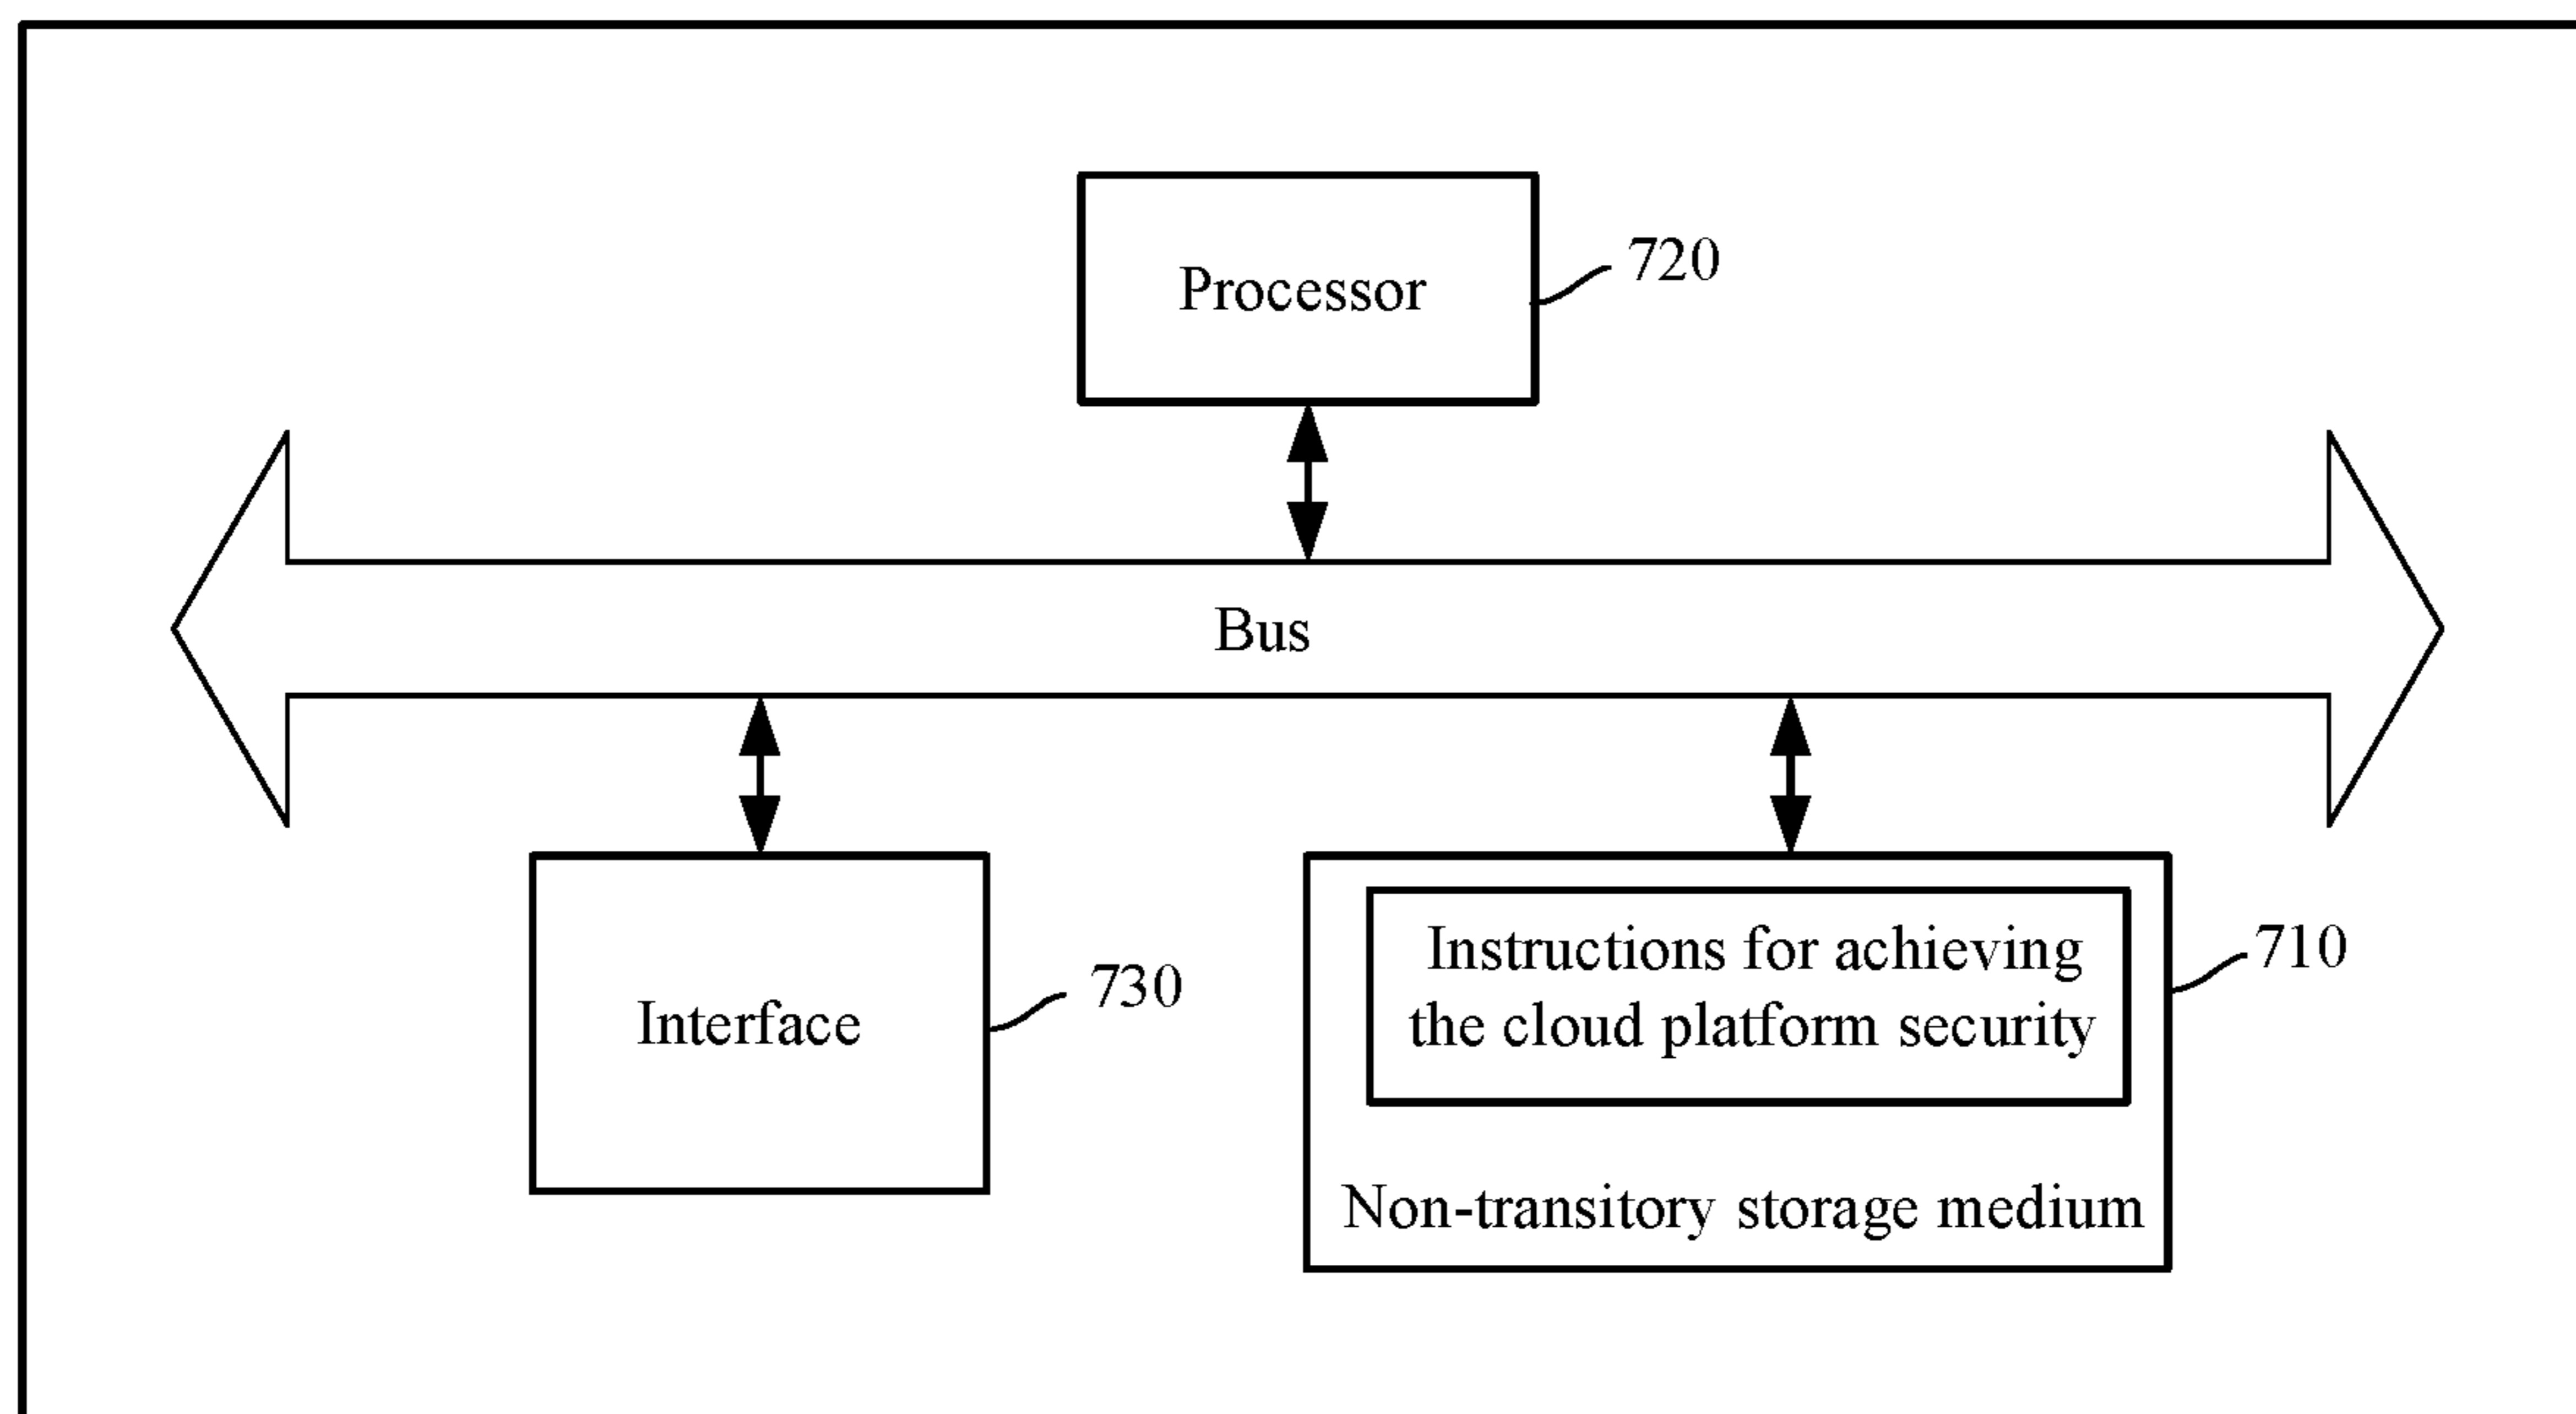 Processor
720
Bus
Interface
730
Instructions for achieving
the cloud platform security
710
Non-transitory storage medium